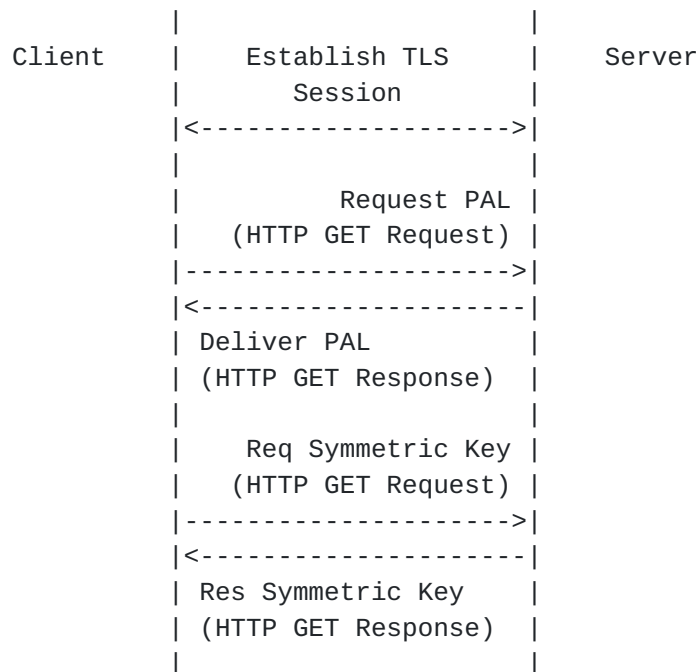 Client Establish TLS Server
Session
Request PAL
(HTTP GET Request)
Deliver PAL
(HTTP GET Response)
Req Symmetric Key
(HTTP GET Request)
Res Symmetric Key
(HTTP GET Response)